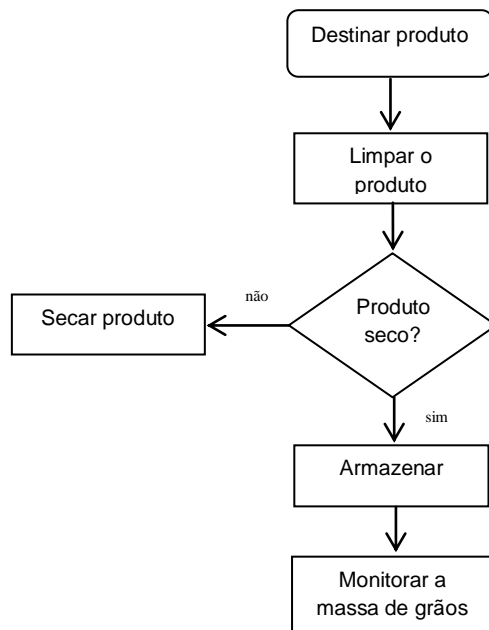 Destinar produto
Limpar o
produto
não
Secar produto
Produto
seco?
sim
Armazenar
Monitorar a
massa de grãos